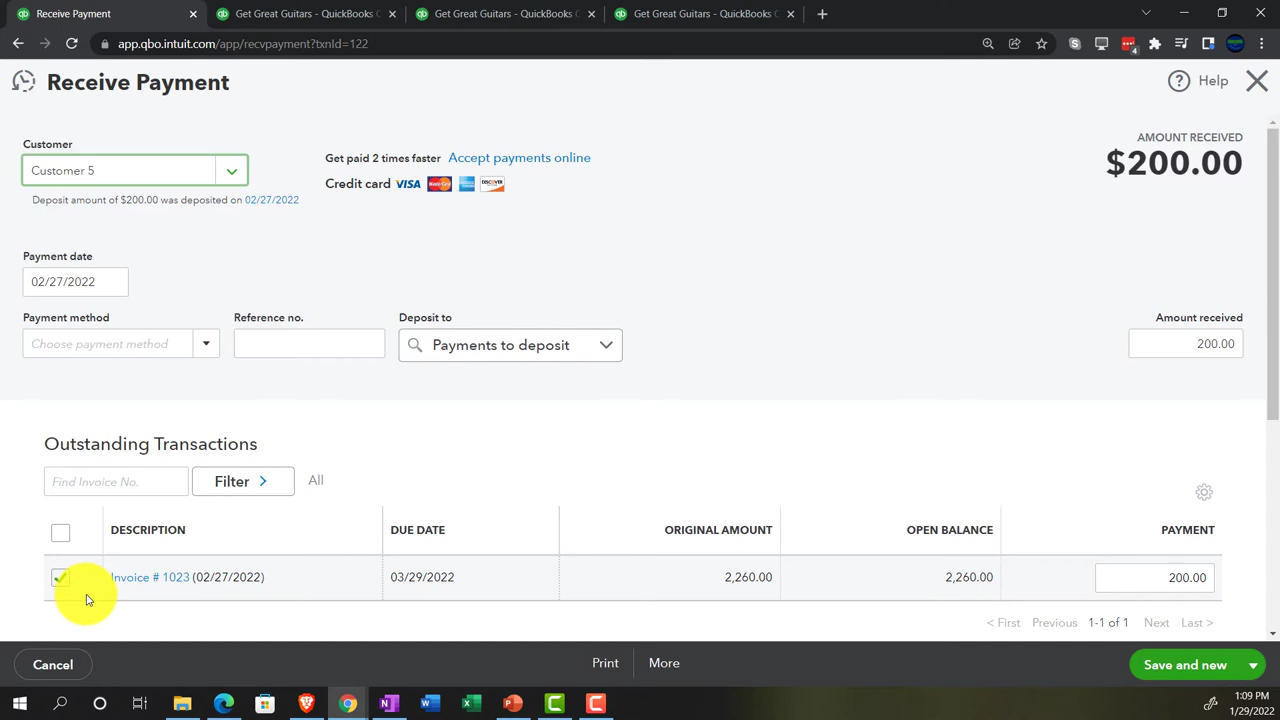 Receive Payment
Get Great Guitars - QuickBooks C
Get Great Guitars - QuickBooks C
Get Great Guitars - QuickBooks C
app.qbo.intuit.com/app/recvpayment?txnId=122
4
Receive Payment
Help
Customer
Customer 5
Get paid 2 times faster Accept payments online
Credit card VISA MasterCard DISCOVER
AMOUNT RECEIVED
$200.00
Deposit amount of $200.00 was deposited on 02/27/2022
Payment date
02/27/2022
Payment method
Reference no.
Deposit to
Amount received
Choose payment method
Payments to deposit
200.00
Outstanding Transactions
Find Invoice No.
Filter >
All
DESCRIPTION
DUE DATE
ORIGINAL AMOUNT
OPEN BALANCE
PAYMENT
Invoice # 1023 (02/27/2022)
03/29/2022
2,260.00
2,260.00
200.00
< First Previous 1-1 of 1 Next Last >
Cancel
Print
More
Save and new
1:09 PM
1/29/2022